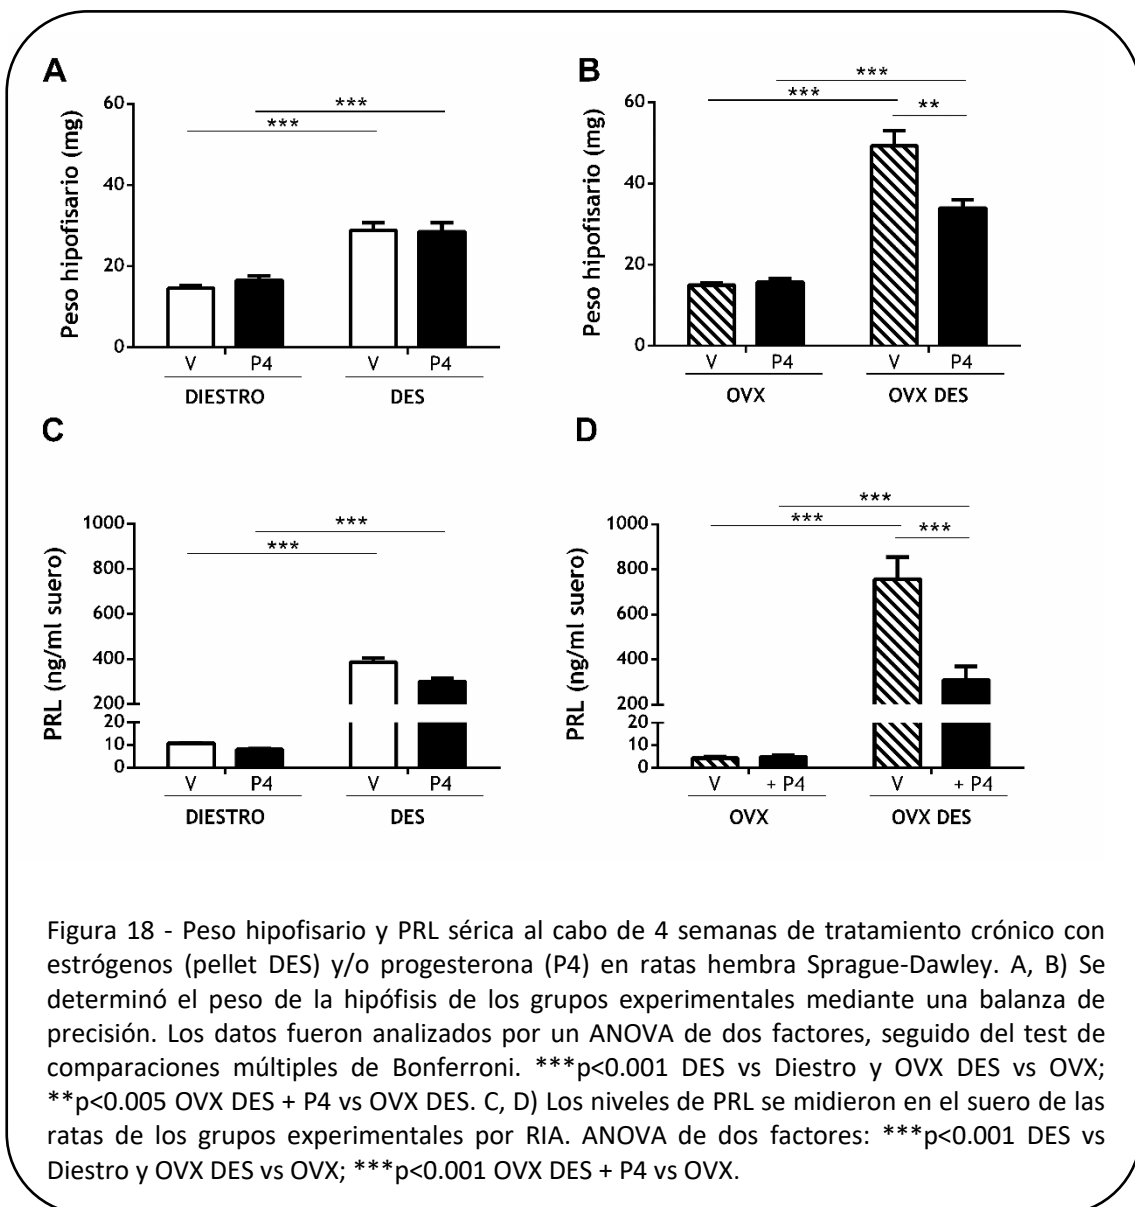 A
Peso hipofisario (mg)
60
40
20
0
***
***
V P4 V P4
DIESTRO DES
B
Peso hipofisario (mg)
60
40
20
0
***
***
**
V P4 V P4
OVX OVX DES
C
PRL (ng/ml suero)
1000
800
600
400
200
20
10
0
***
***
V P4 V P4
DIESTRO DES
D
PRL (ng/ml suero)
1000
800
600
400
200
20
10
0
***
***
***
V + P4 V + P4
OVX OVX DES
Figura 18 - Peso hipofisario y PRL sérica al cabo de 4 semanas de tratamiento crónico con
estrógenos (pellet DES) y/o progesterona (P4) en ratas hembra Sprague-Dawley. A, B) Se
determinó el peso de la hipófisis de los grupos experimentales mediante una balanza de
precisión. Los datos fueron analizados por un ANOVA de dos factores, seguido del test de
comparaciones múltiples de Bonferroni. ***p<0.001 DES vs Diestro y OVX DES vs OVX;
**p<0.005 OVX DES + P4 vs OVX DES. C, D) Los niveles de PRL se midieron en el suero de las
ratas de los grupos experimentales por RIA. ANOVA de dos factores: ***p<0.001 DES vs
Diestro y OVX DES vs OVX; ***p<0.001 OVX DES + P4 vs OVX.